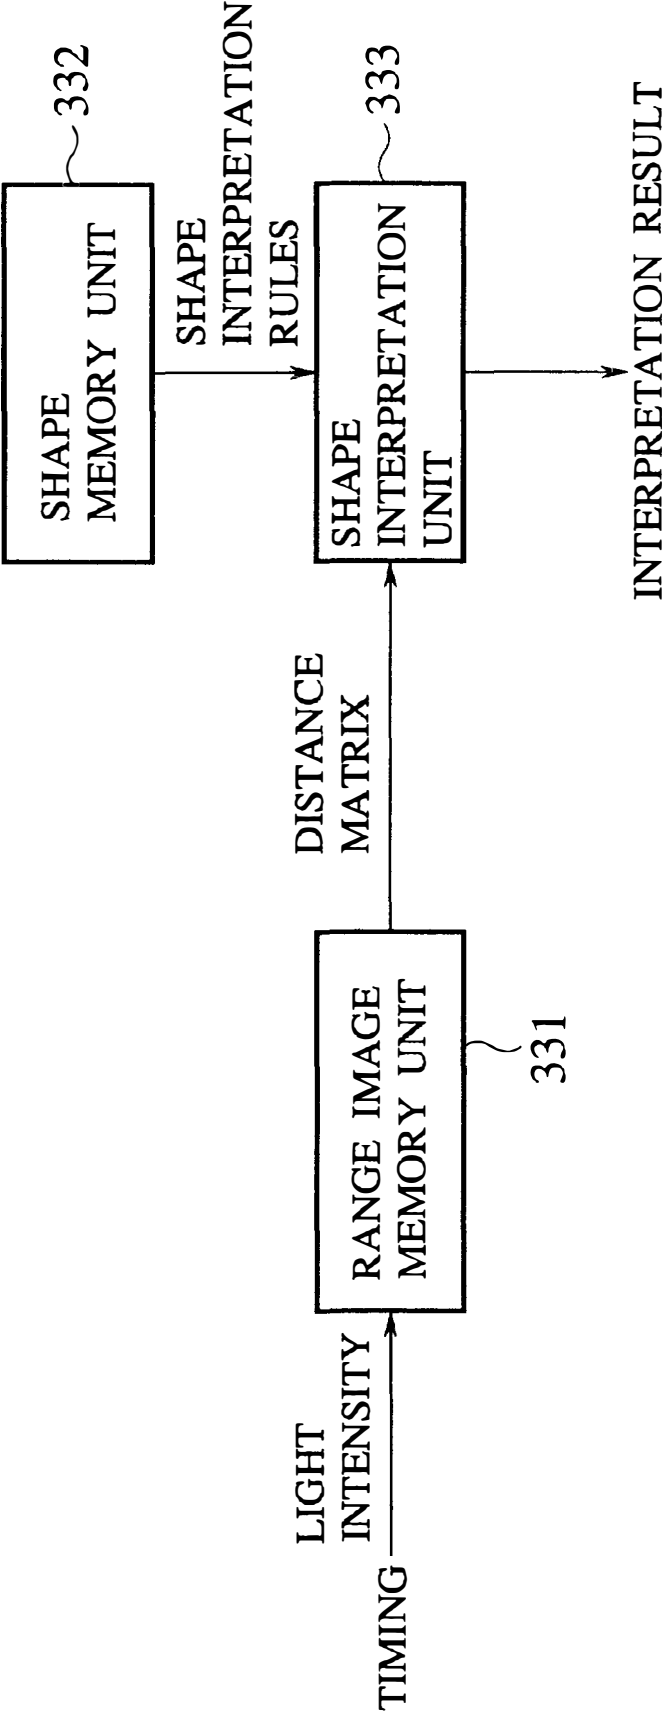 332
SHAPE
MEMORY UNIT
SHAPE
INTERPRETATION
RULES
333
SHAPE
INTERPRETATION
UNIT
DISTANCE
MATRIX
RANGE IMAGE
MEMORY UNIT
331
LIGHT
INTENSITY
TIMING
INTERPRETATION RESULT